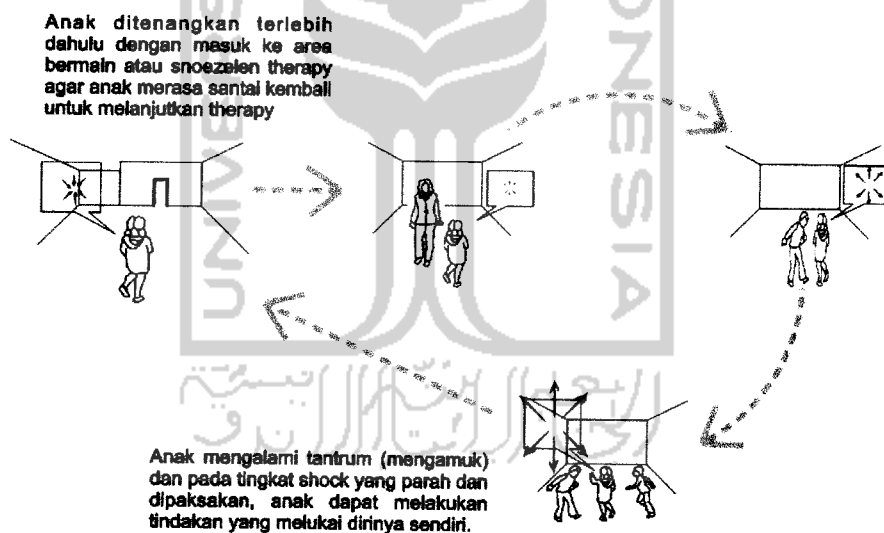 Anak ditenangkan terlebih
dahulu dengan masuk ke area
bermain atau snoezelen therapy
agar anak merasa santai kembali
untuk melanjutkan therapy
ONESIA
Anak mengalami tantrum (mengamuk)
dan pada tingkat shock yang parah dan
dipaksakan, anak dapat melakukan
tindakan yang melukai dirinya sendiri.